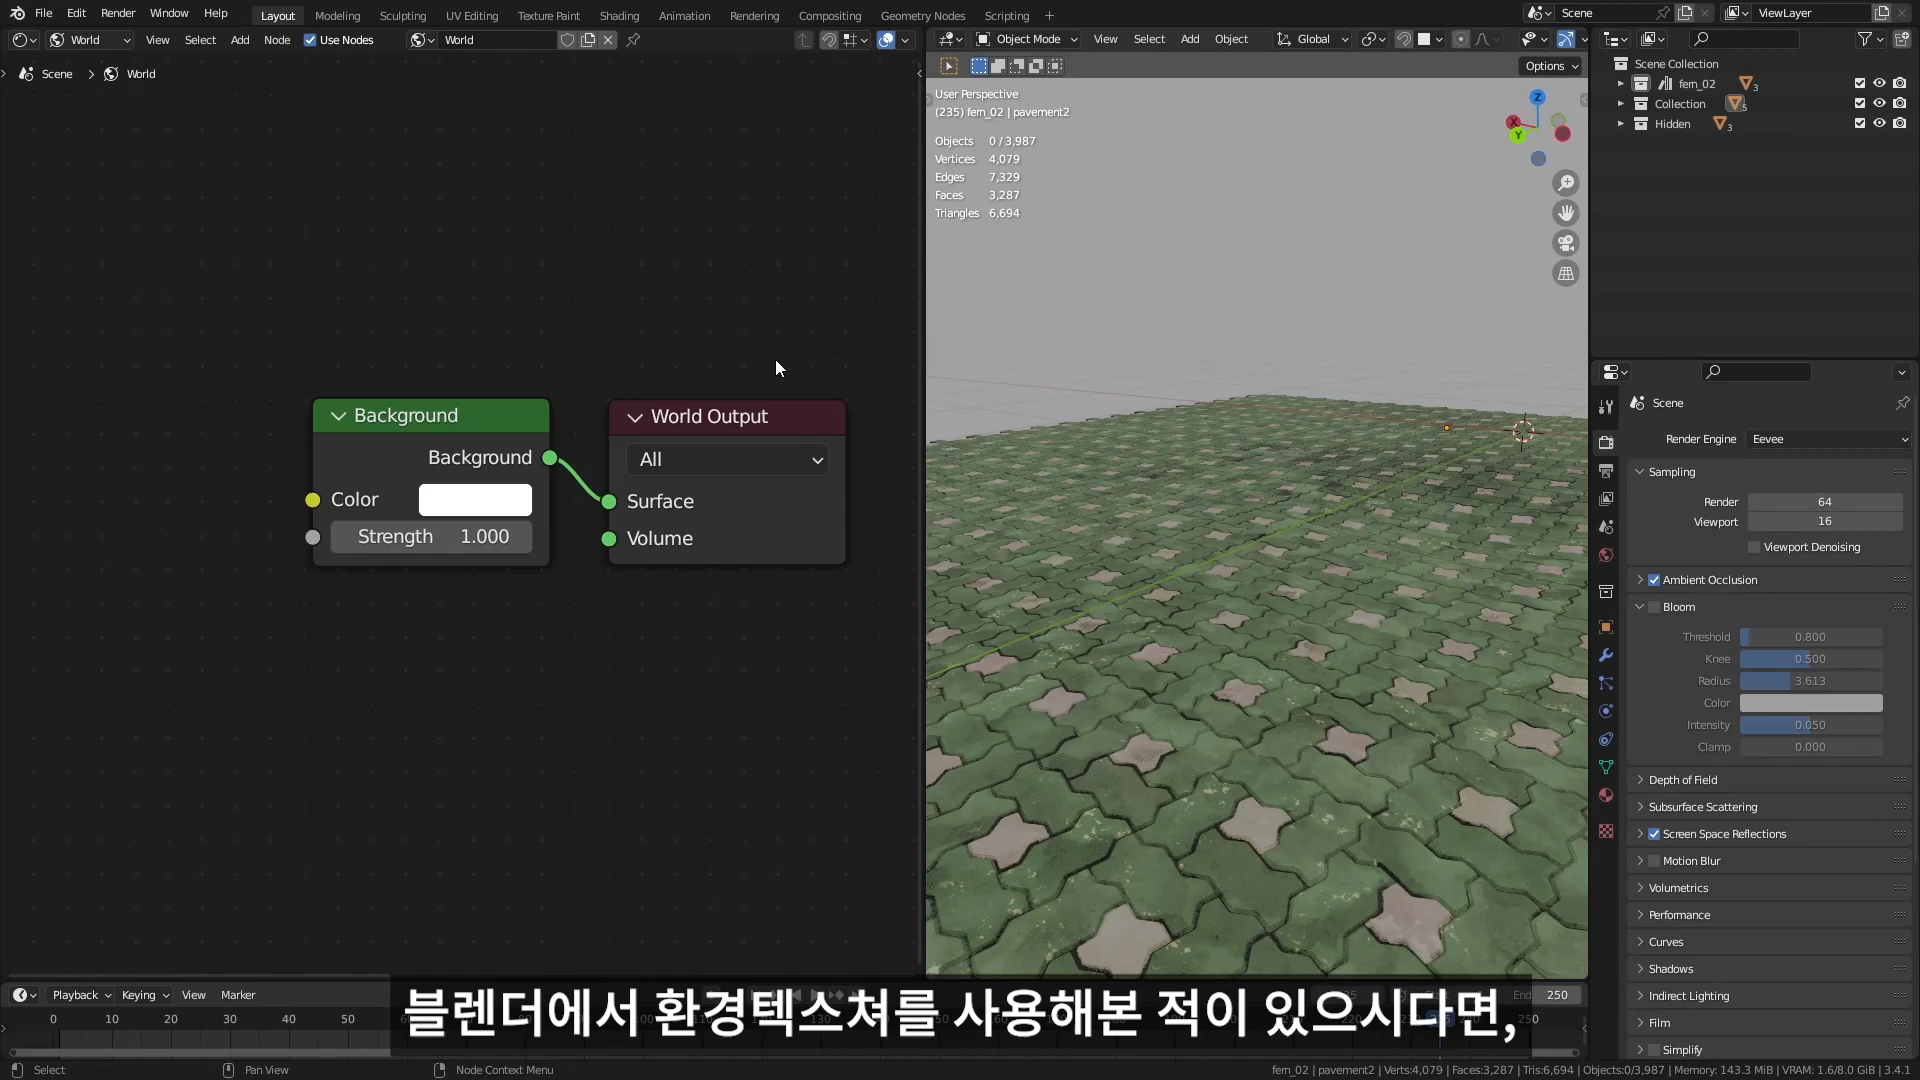 File Edit Render Window Help Layout Modeling Sculpting UV Editing Texture Paint Shading Animation Rendering Compositing Geometry Nodes Scripting + Scene ViewLayer
World View Select Add Node Use Nodes World Object Mode View Select Add Object Global
Options
Scene > World
User Perspective
(235) fern_02 | pavement2
Objects 0 / 3,987
Vertices 4,079
Edges 7,329
Faces 3,287
Triangles 6,694
Z
X
Y
Scene Collection
fern_02 3
Collection 5
Hidden 3
Background
Background
Color
Strength 1.000
World Output
All
Surface
Volume
Scene
Render Engine Eevee
Sampling
Render 64
Viewport 16
Viewport Denoising
Ambient Occlusion
Bloom
Threshold 0.800
Knee 0.500
Radius 3.613
Color
Intensity 0.050
Clamp 0.000
Depth of Field
Subsurface Scattering
Screen Space Reflections
Motion Blur
Volumetrics
Performance
Curves
Shadows
Indirect Lighting
Film
Simplify
Playback Keying View Marker End 250
0 10 20 30 40 50 250
블렌더에서 환경텍스쳐를 사용해본 적이 있으시다면,
Select Pan View Node Context Menu
fern_02 | pavement2 | Verts:4,079 | Faces:3,287 | Tris:6,694 | Objects:0/3,987 | Memory: 143.3 MiB | VRAM: 1.6/8.0 GiB | 3.4.1